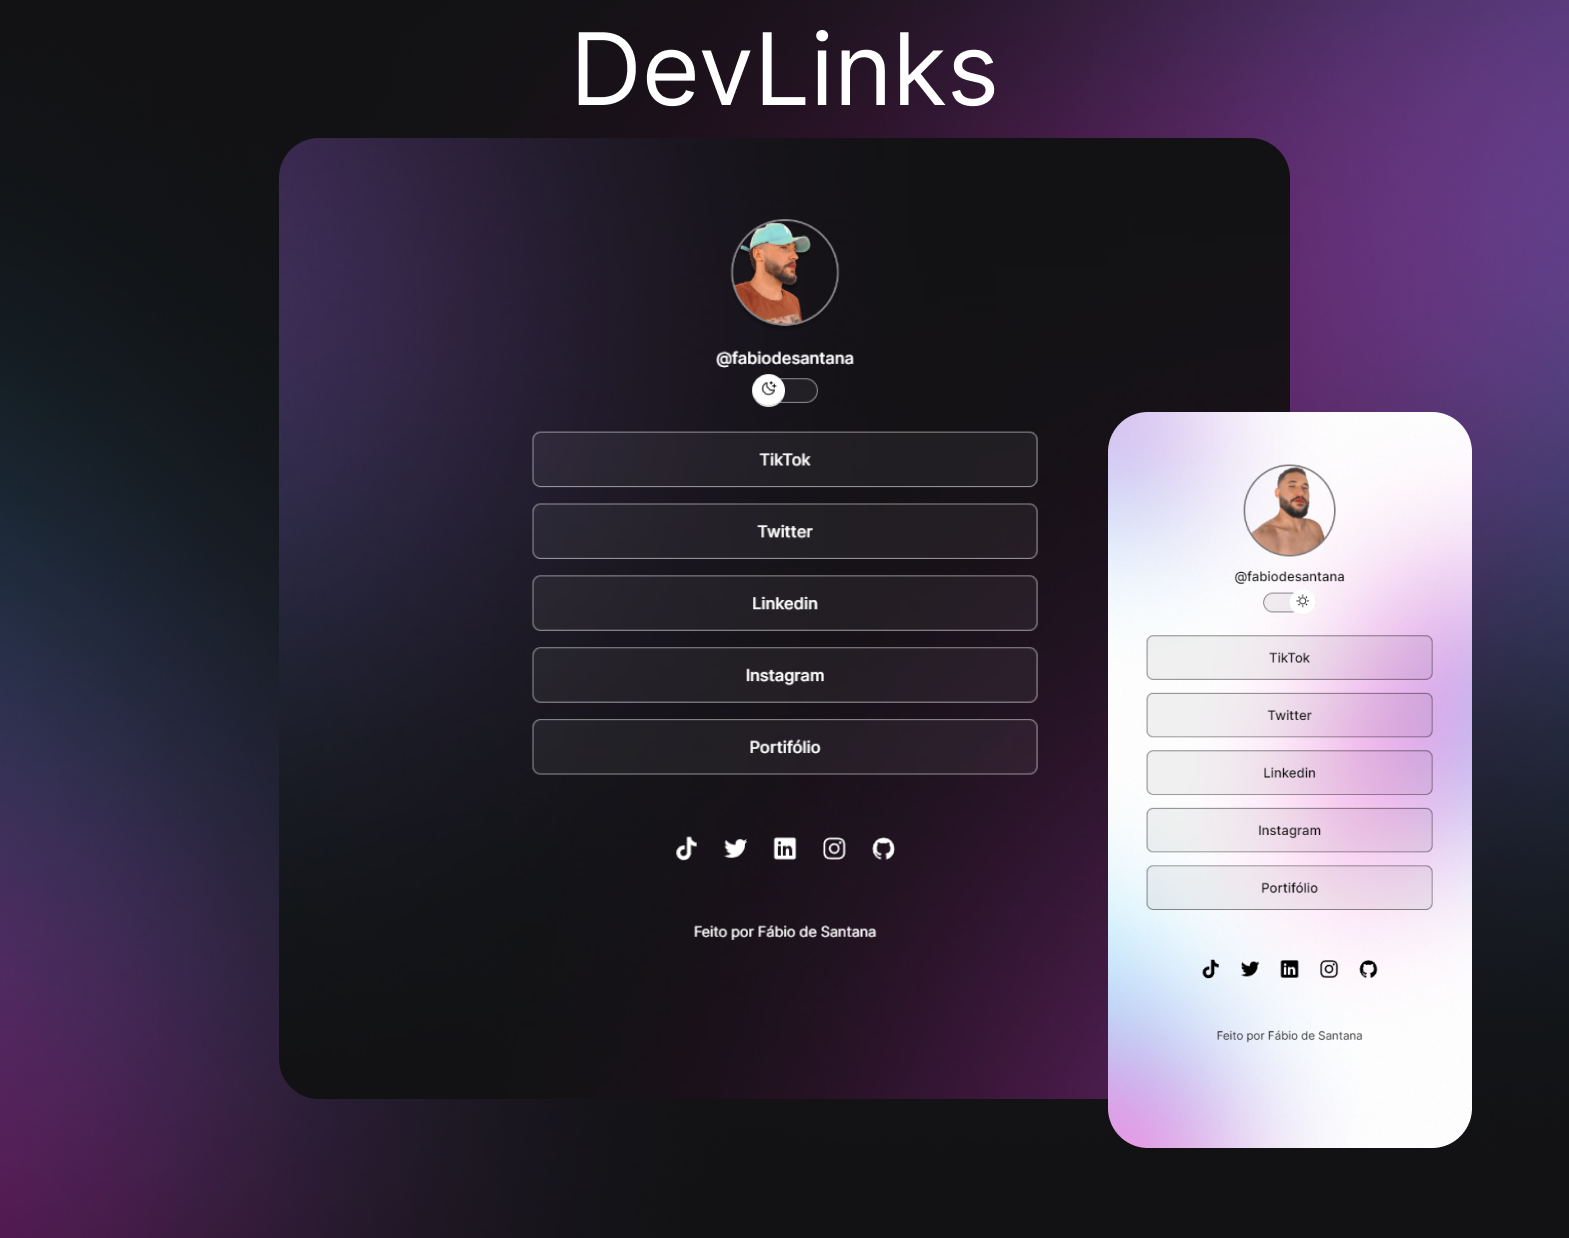 DevLinks
@fabiodesantana
TikTok
Twitter
Linkedin
Instagram
Portifólio
Feito por Fábio de Santana
@fabiodesantana
TikTok
Twitter
Linkedin
Instagram
Portifólio
Feito por Fábio de Santana